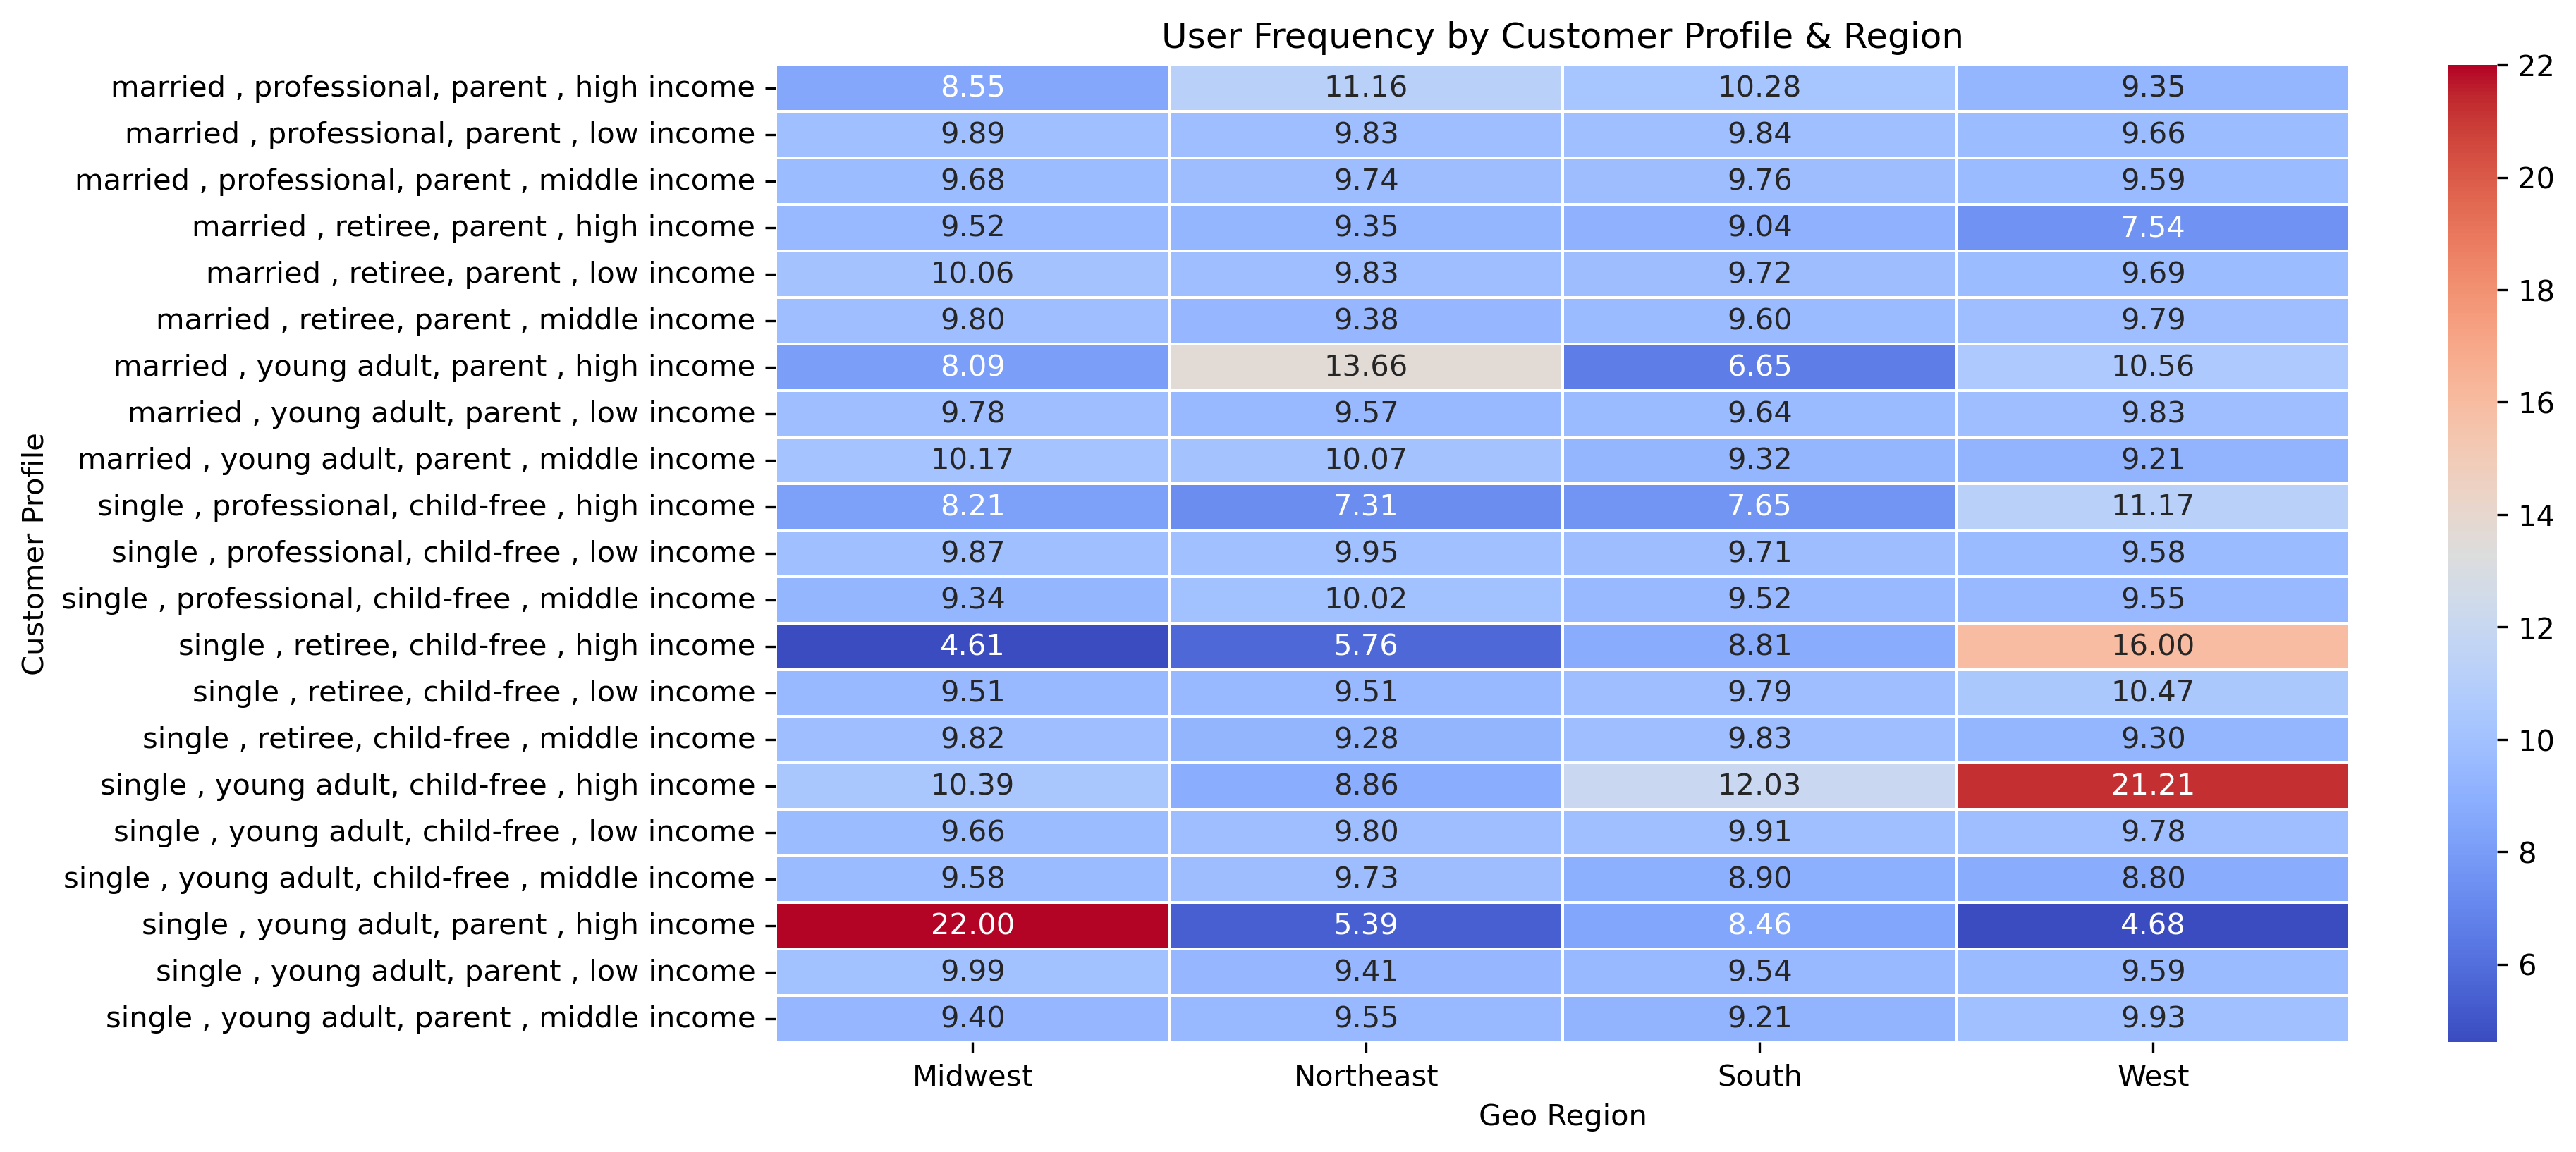 User Frequency by Customer Profile & Region
married , professional, parent , high income 8.55 11.16 10.28 9.35
married , professional, parent , low income 9.89 9.83 9.84 9.66
married , professional, parent , middle income 9.68 9.74 9.76 9.59
married , retiree, parent , high income 9.52 9.35 9.04 7.54
married , retiree, parent , low income 10.06 9.83 9.72 9.69
married , retiree, parent , middle income 9.80 9.38 9.60 9.79
married , young adult, parent , high income 8.09 13.66 6.65 10.56
married , young adult, parent , low income 9.78 9.57 9.64 9.83
married , young adult, parent , middle income 10.17 10.07 9.32 9.21
single , professional, child-free , high income 8.21 7.31 7.65 11.17
single , professional, child-free , low income 9.87 9.95 9.71 9.58
single , professional, child-free , middle income 9.34 10.02 9.52 9.55
single , retiree, child-free , high income 4.61 5.76 8.81 16.00
single , retiree, child-free , low income 9.51 9.51 9.79 10.47
single , retiree, child-free , middle income 9.82 9.28 9.83 9.30
single , young adult, child-free , high income 10.39 8.86 12.03 21.21
single , young adult, child-free , low income 9.66 9.80 9.91 9.78
single , young adult, child-free , middle income 9.58 9.73 8.90 8.80
single , young adult, parent , high income 22.00 5.39 8.46 4.68
single , young adult, parent , low income 9.99 9.41 9.54 9.59
single , young adult, parent , middle income 9.40 9.55 9.21 9.93
Midwest Northeast South West
Geo Region
Customer Profile
22
20
18
16
14
12
10
8
6